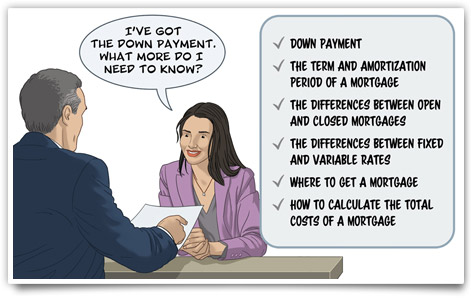 I'VE GOT
THE DOWN PAYMENT.
WHAT MORE DO I
NEED TO KNOW?
DOWN PAYMENT
THE TERM AND AMORTIZATION
PERIOD OF A MORTGAGE
THE DIFFERENCES BETWEEN OPEN
AND CLOSED MORTGAGES
THE DIFFERENCES BETWEEN FIXED
AND VARIABLE RATES
WHERE TO GET A MORTGAGE
HOW TO CALCULATE THE TOTAL
COSTS OF A MORTGAGE